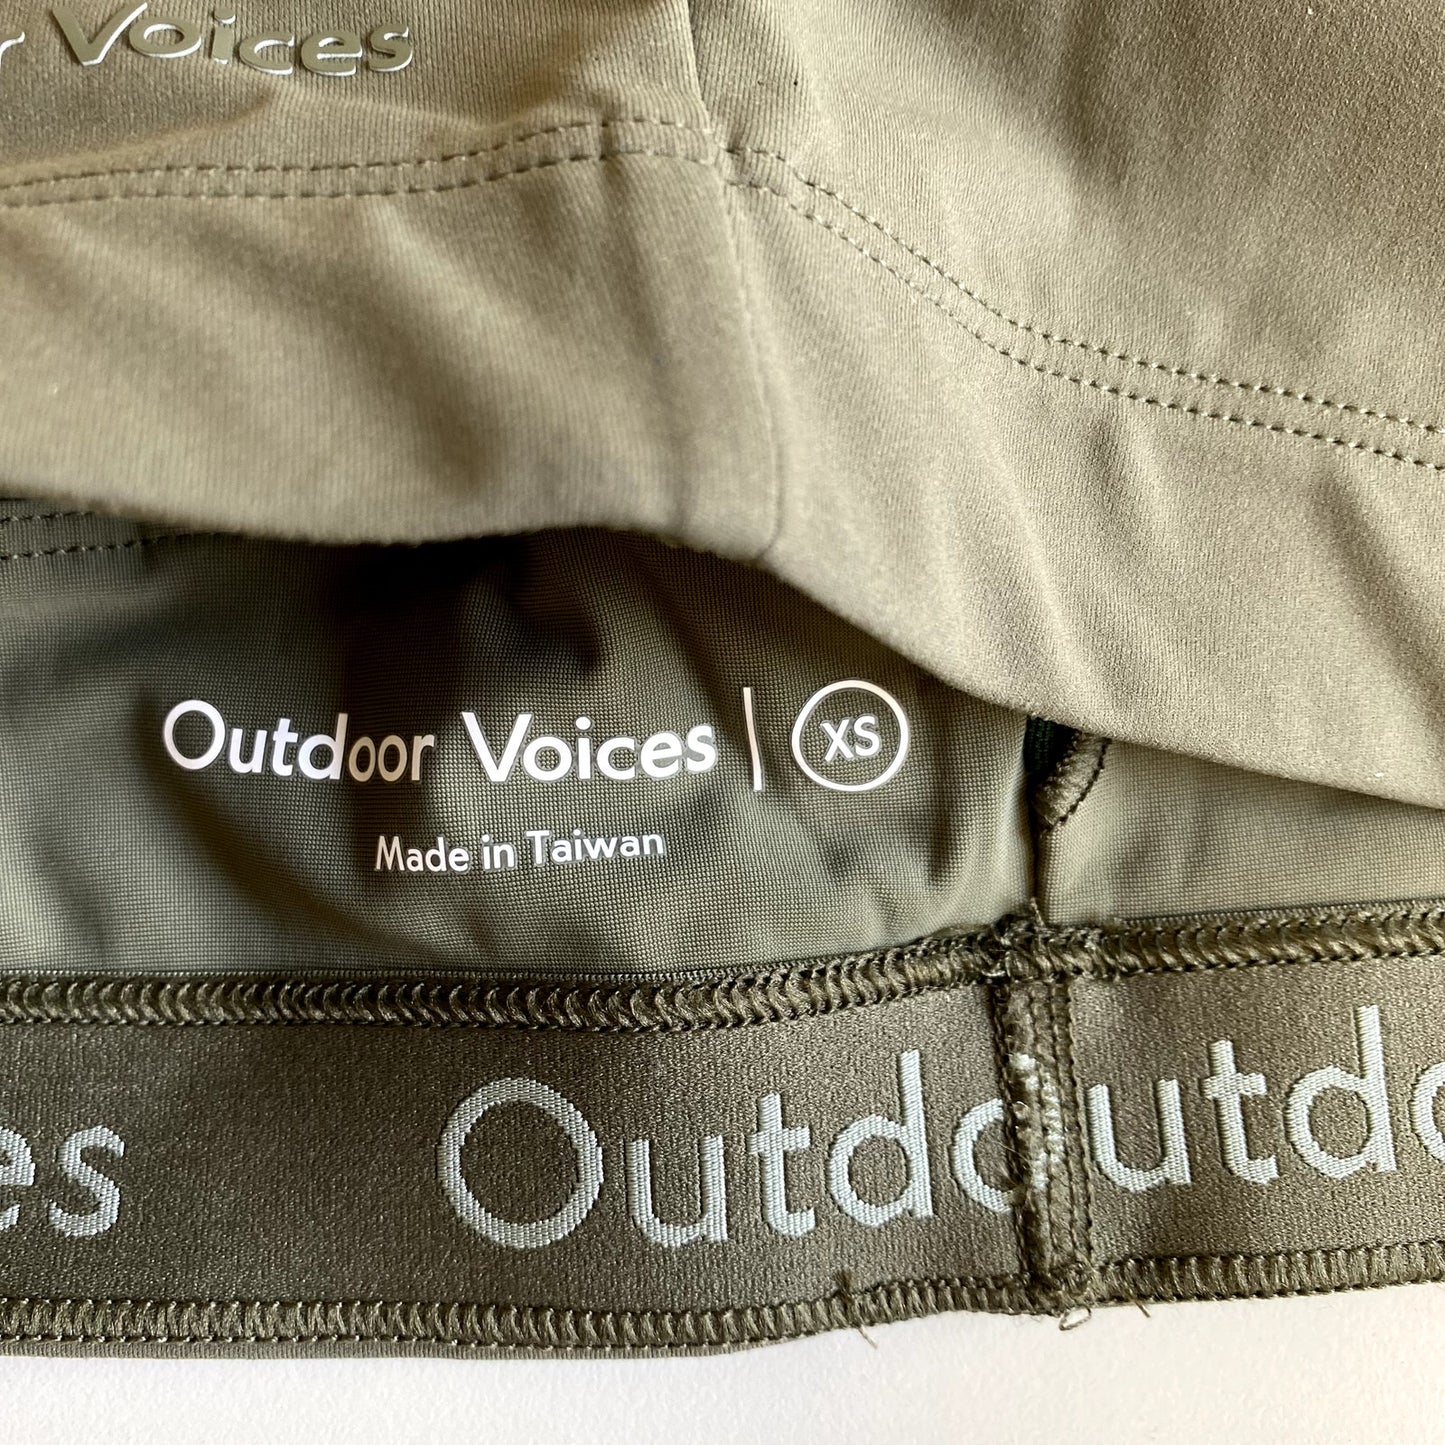 Voices
Outdoor Voices | XS
Made in Taiwan
es Outdo utdo